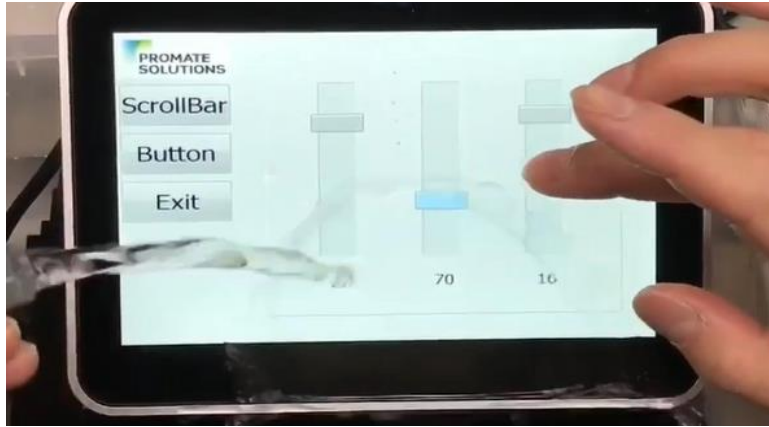 PROMATE
SOLUTIONS
ScrollBar
Button
Exit
70
16